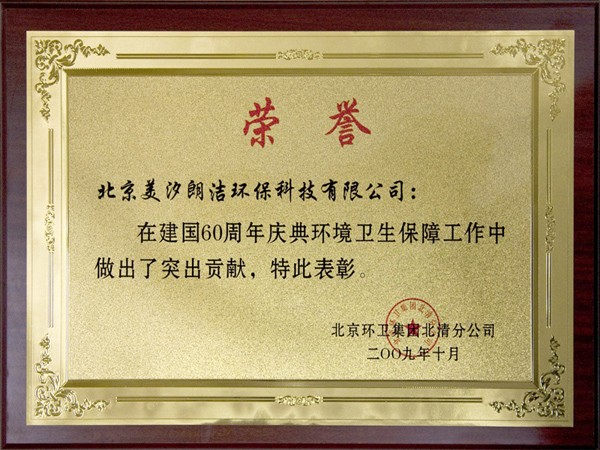 荣誉
北京美汐朗洁环保科技有限公司：
在建国60周年庆典环境卫生保障工作中
做出了突出贡献，特此表彰。
北京环卫集团北清分公司
二〇〇九年十月